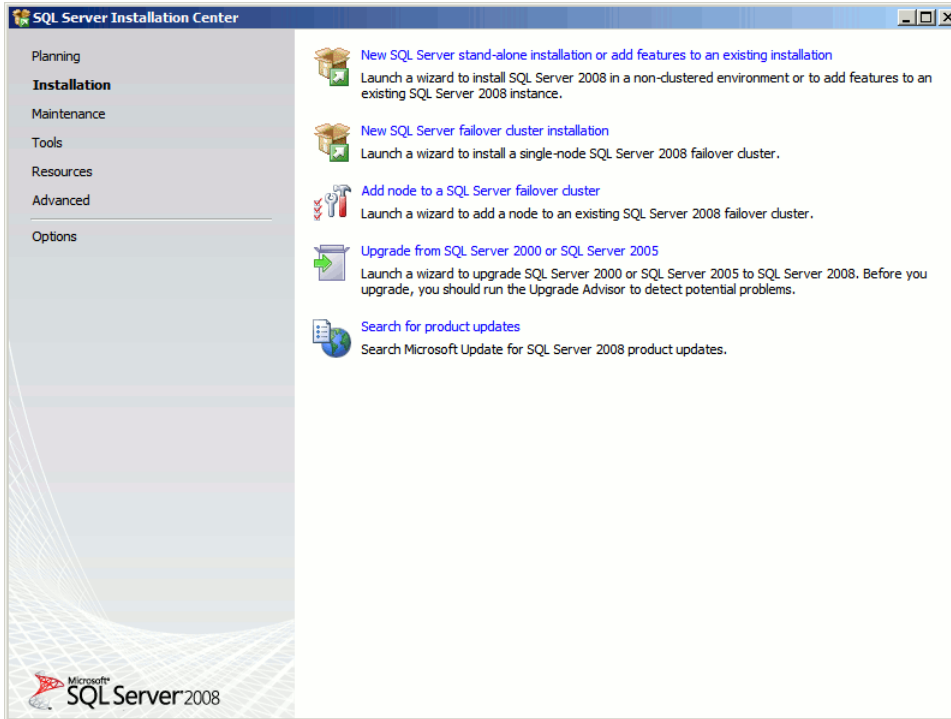 SQL Server Installation Center
Planning
Installation
Maintenance
Tools
Resources
Advanced
Options
New SQL Server stand-alone installation or add features to an existing installation
Launch a wizard to install SQL Server 2008 in a non-clustered environment or to add features to an
existing SQL Server 2008 instance.
New SQL Server failover cluster installation
Launch a wizard to install a single-node SQL Server 2008 failover cluster.
Add node to a SQL Server failover cluster
Launch a wizard to add a node to an existing SQL Server 2008 failover cluster.
Upgrade from SQL Server 2000 or SQL Server 2005
Launch a wizard to upgrade SQL Server 2000 or SQL Server 2005 to SQL Server 2008. Before you
upgrade, you should run the Upgrade Advisor to detect potential problems.
Search for product updates
Search Microsoft Update for SQL Server 2008 product updates.
Microsoft®
SQL Server 2008